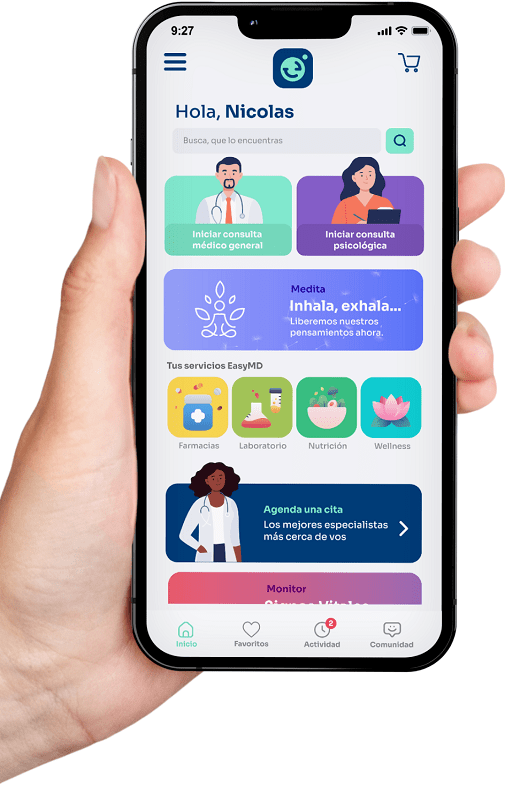 9:27
Hola, Nicolas
Busca, que lo encuentras
Iniciar consulta
médico general
Iniciar consulta
psicológica
Medita
Inhala, exhala...
Liberemos nuestros
pensamientos ahora.
Tus servicios EasyMD
Farmacias
Laboratorio
Nutrición
Wellness
Agenda una cita
Los mejores especialistas
más cerca de vos
Monitor
Signos Vitales
Inicio
Favoritos
2
Actividad
Comunidad